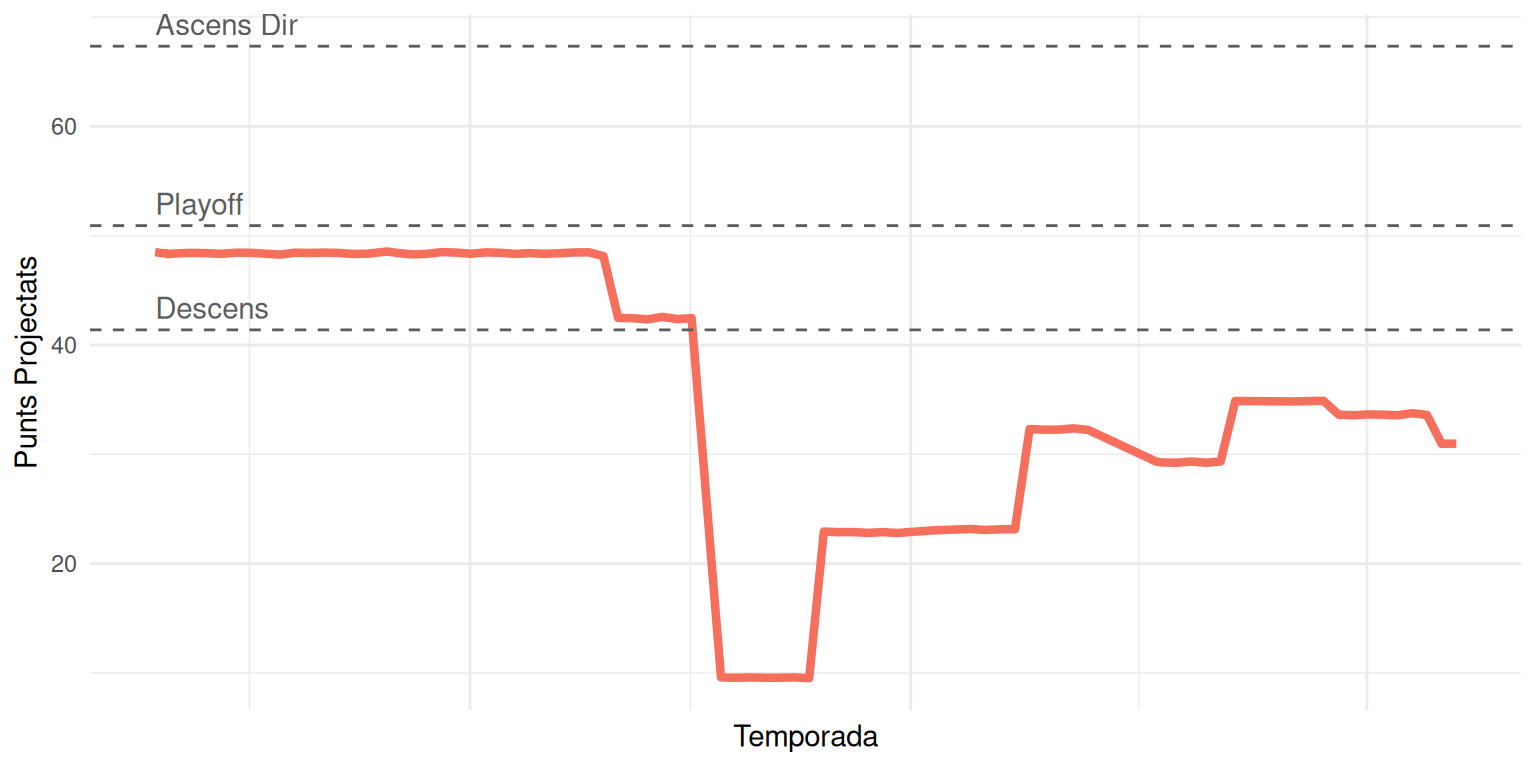 Ascens Dir
60
Playoff
Descens
40
20
Punts Projectats
Temporada